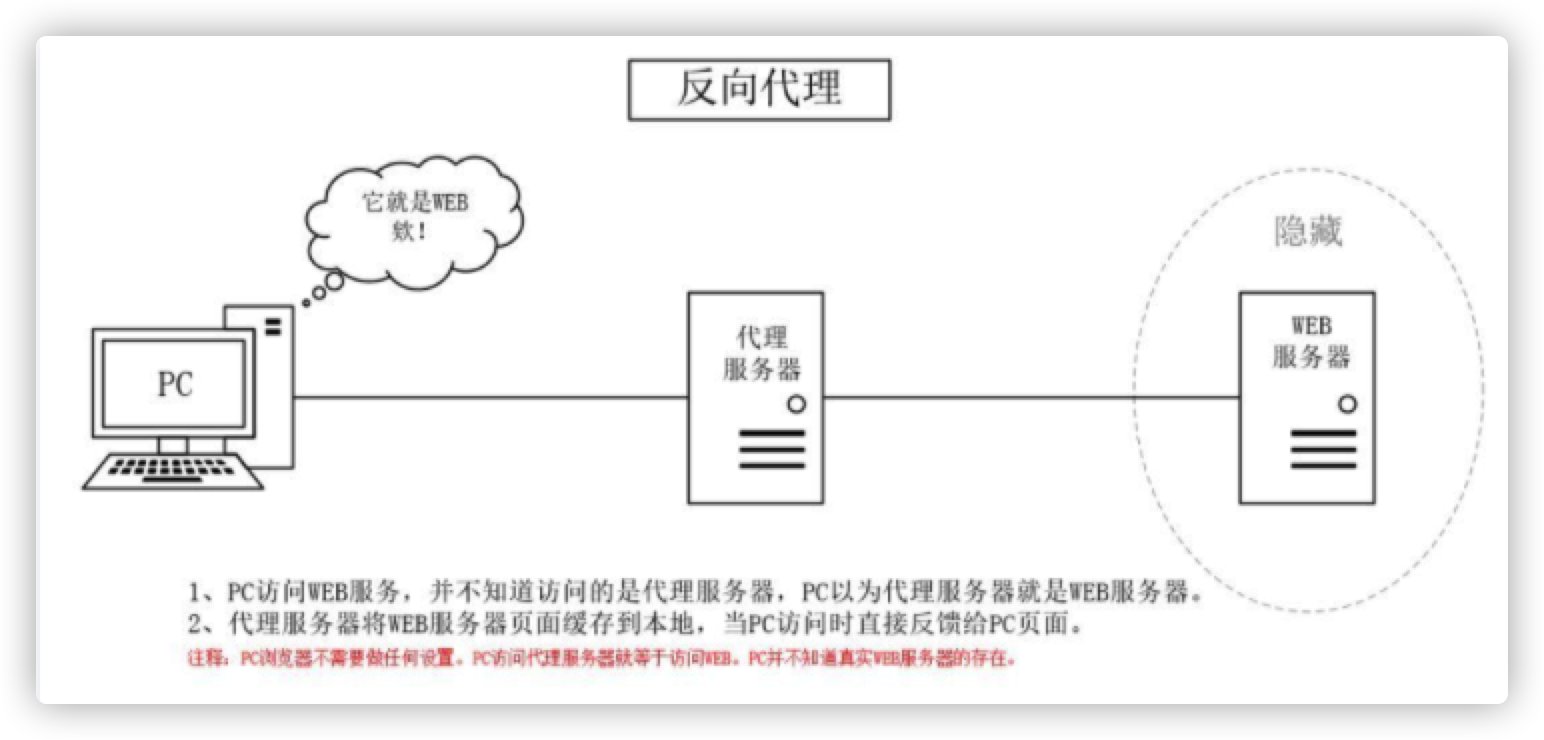 反向代理
它就是WEB
欸!
隐藏
PC
代理
服务器
WEB
服务器
1、PC访问WEB服务，并不知道访问的是代理服务器，PC以为代理服务器就是WEB服务器。
2、代理服务器将WEB服务器页面缓存到本地，当PC访问时直接反馈给PC页面。
注释：PC浏览器不需要做任何设置。PC访问代理服务器就等于访问WEB。PC并不知道真实WEB服务器的存在。